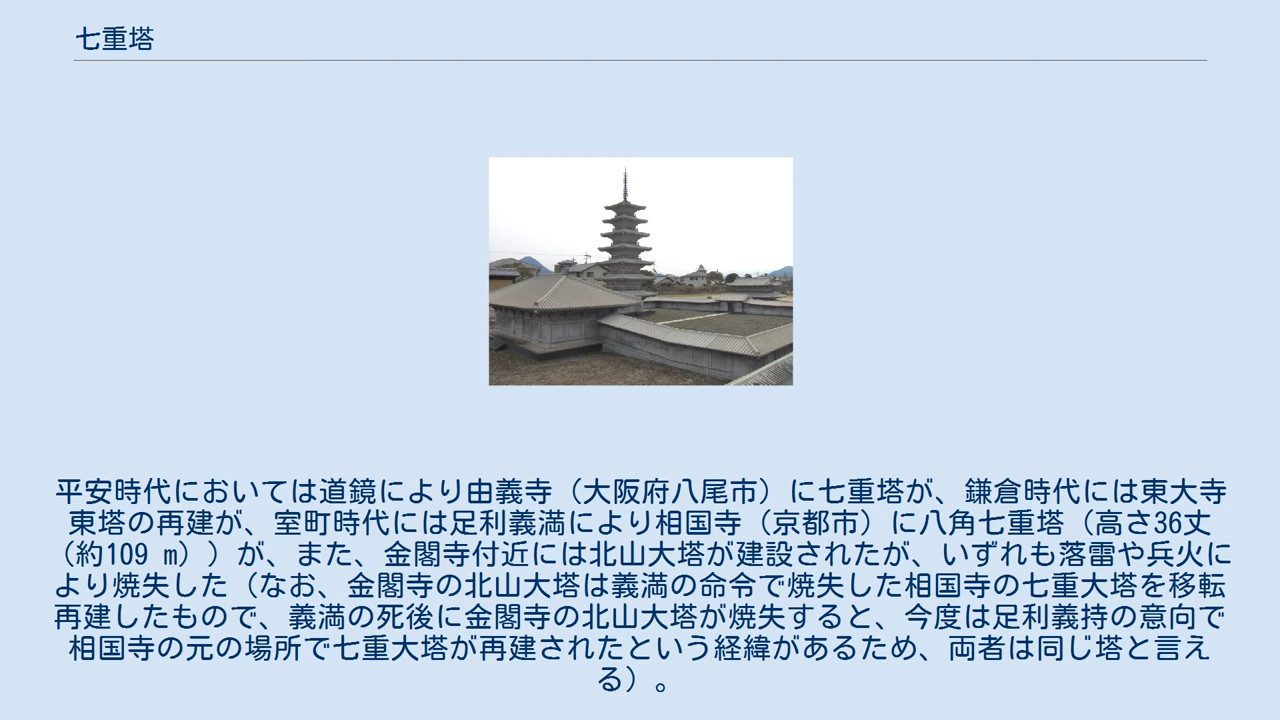 七重塔
平安時代においては道鏡により由義寺（大阪府八尾市）に七重塔が、鎌倉時代には東大寺
東塔の再建が、室町時代には足利義満により相国寺（京都市）に八角七重塔（高さ36丈
（約109 m））が、また、金閣寺付近には北山大塔が建設されたが、いずれも落雷や兵火に
より焼失した（なお、金閣寺の北山大塔は義満の命令で焼失した相国寺の七重大塔を移転
再建したもので、義満の死後に金閣寺の北山大塔が焼失すると、今度は足利義持の意向で
相国寺の元の場所で七重大塔が再建されたという経緯があるため、両者は同じ塔と言え
る）。